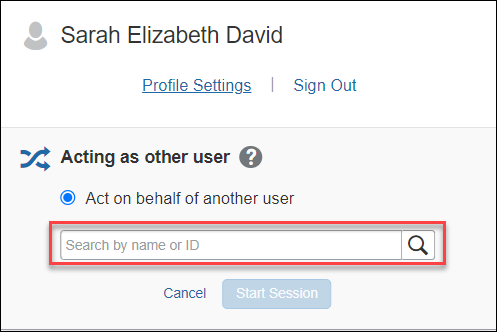 Sarah Elizabeth David
Profile Settings | Sign Out
Acting as other user ?
Act on behalf of another user
Search by name or ID
Cancel Start Session